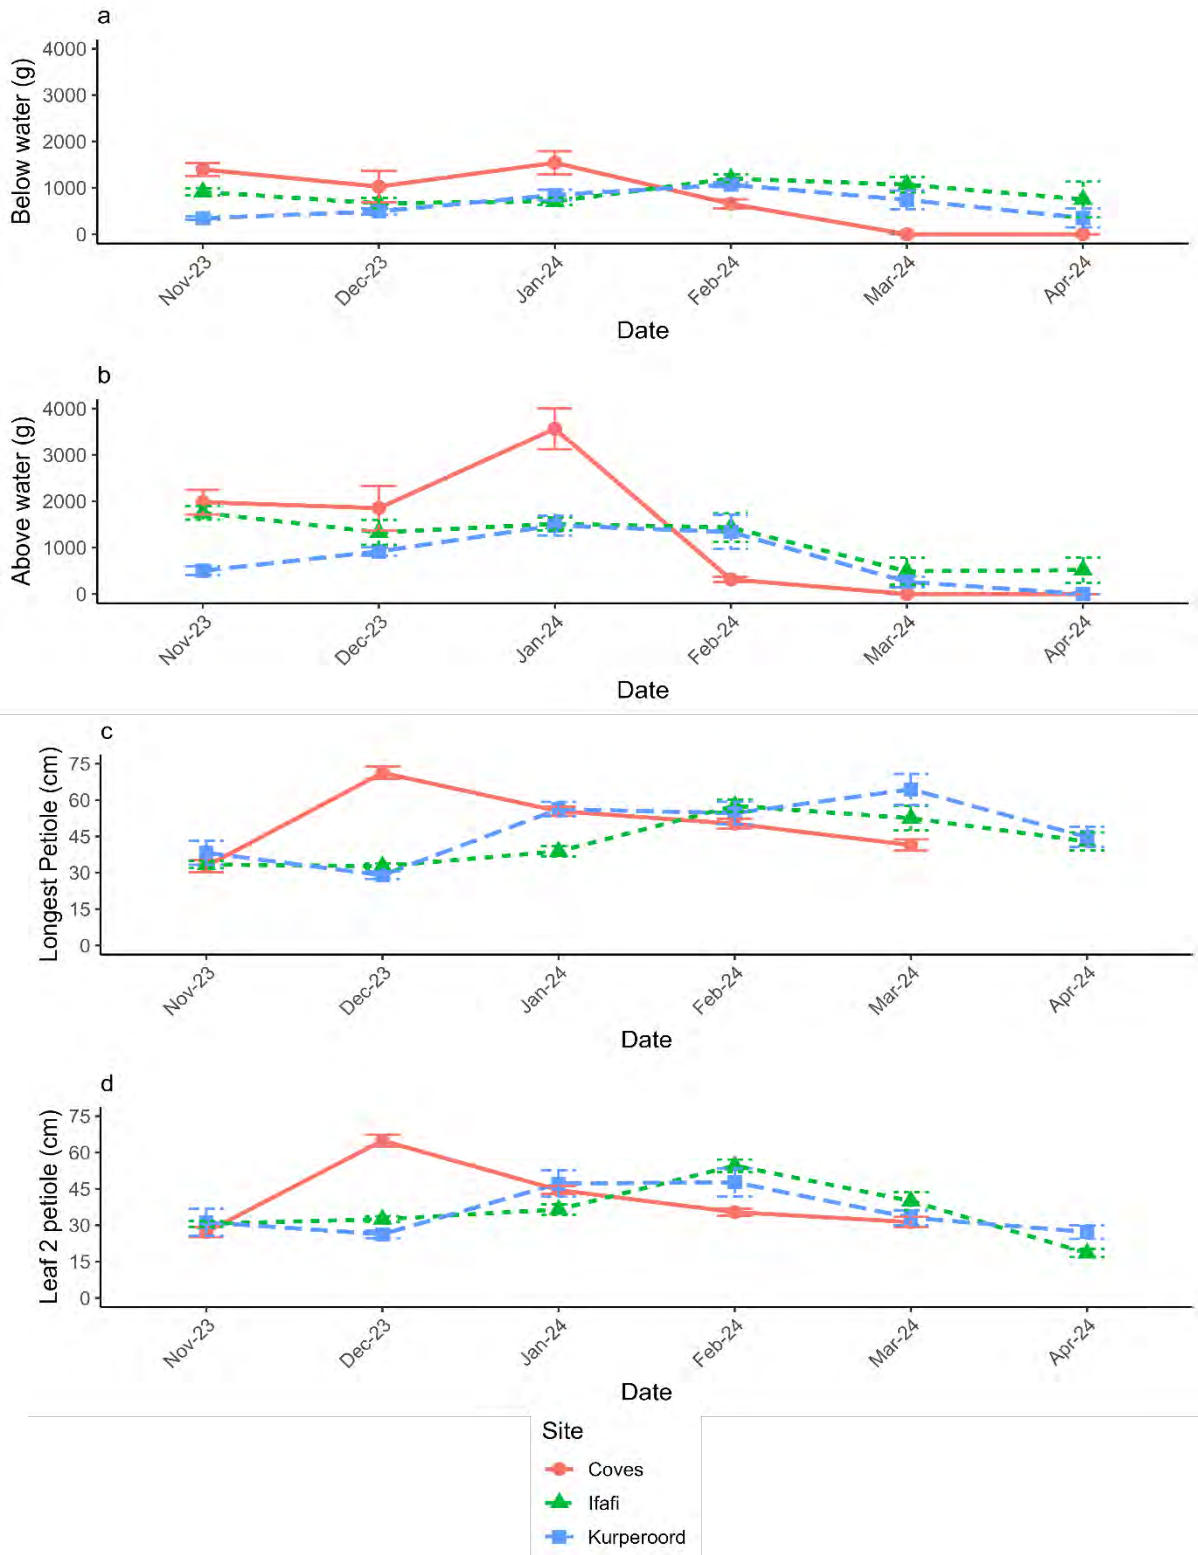 a
Below water (g)
4000
3000
2000
1000
0
Nov-23
Dec-23
Jan-24
Feb-24
Mar-24
Apr-24
Date
b
Above water (g)
4000
3000
2000
1000
0
Nov-23
Dec-23
Jan-24
Feb-24
Mar-24
Apr-24
Date
c
Longest Petiole (cm)
75
60
45
30
15
0
Nov-23
Dec-23
Jan-24
Feb-24
Mar-24
Apr-24
Date
d
Leaf 2 petiole (cm)
75
60
45
30
15
0
Nov-23
Dec-23
Jan-24
Feb-24
Mar-24
Apr-24
Date
Site
Coves
Ifafi
Kurperoord